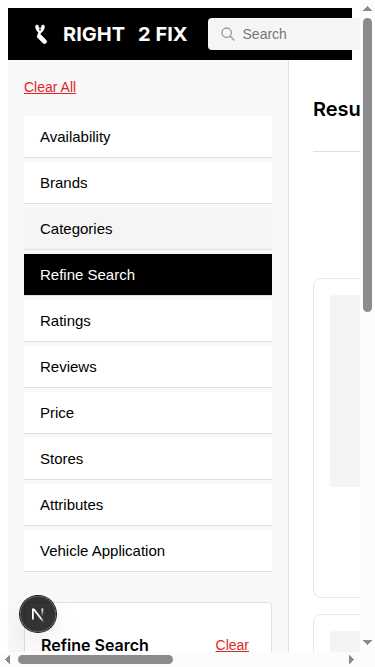 RIGHT 2 FIX
Search
Clear All
Resu
Availability
Brands
Categories
Refine Search
Ratings
Reviews
Price
Stores
Attributes
Vehicle Application
N
Refine Search
Clear